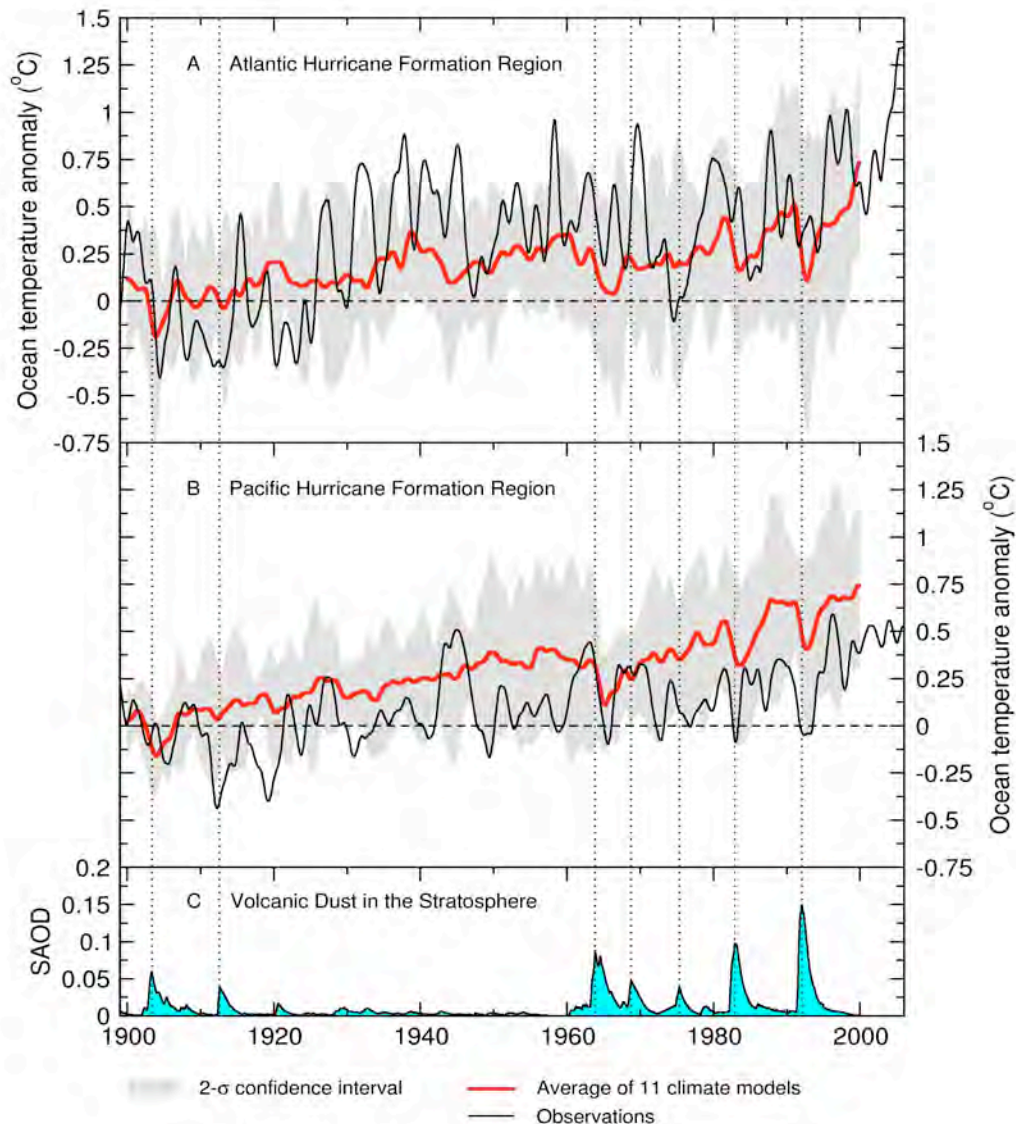 1.5
1.25
1
0.75
0.5
0.25
0
-0.25
-0.5
-0.75
Ocean temperature anomaly (°C)
A Atlantic Hurricane Formation Region
B Pacific Hurricane Formation Region
1.5
1.25
1
0.75
0.5
0.25
0
-0.25
-0.5
-0.75
Ocean temperature anomaly (°C)
C Volcanic Dust in the Stratosphere
0.2
0.15
0.1
0.05
0
SAOD
1900 1920 1940 1960 1980 2000
2-σ confidence interval
Average of 11 climate models
Observations